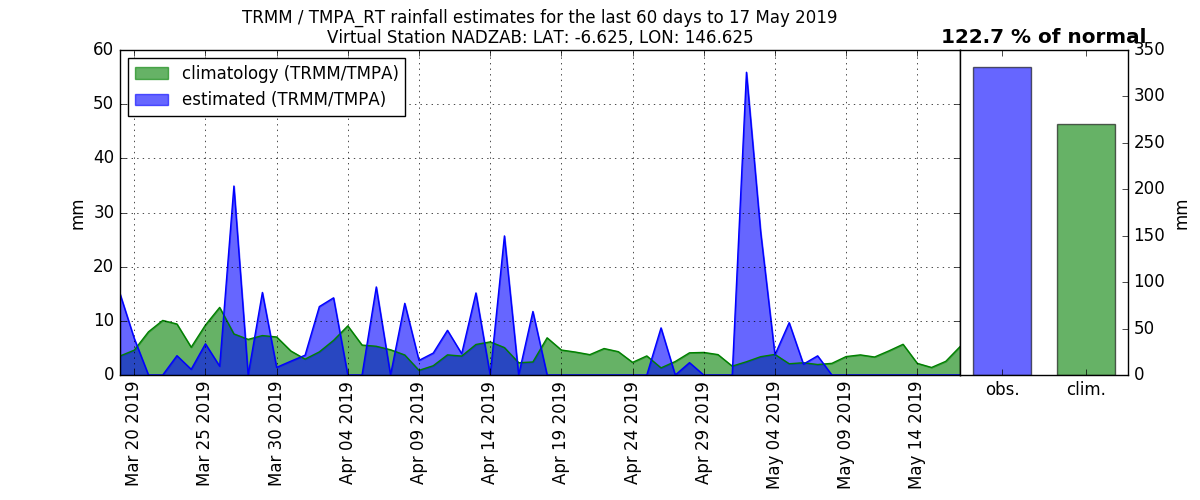 TRMM / TMPA_RT rainfall estimates for the last 60 days to 17 May 2019
Virtual Station NADZAB: LAT: -6.625, LON: 146.625
122.7 % of normal
climatology (TRMM/TMPA)
estimated (TRMM/TMPA)
mm
60
50
40
30
20
10
0
Mar 20 2019
Mar 25 2019
Mar 30 2019
Apr 04 2019
Apr 09 2019
Apr 14 2019
Apr 19 2019
Apr 24 2019
Apr 29 2019
May 04 2019
May 09 2019
May 14 2019
obs.
clim.
350
300
250
200
150
100
50
0
mm